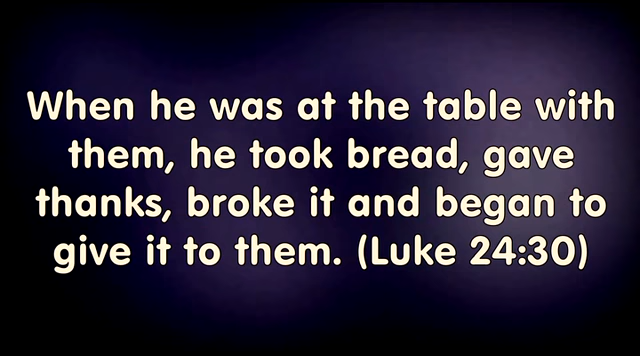 When he was at the table with
them, he took bread, gave
thanks, broke it and began to
give it to them. (Luke 24:30)